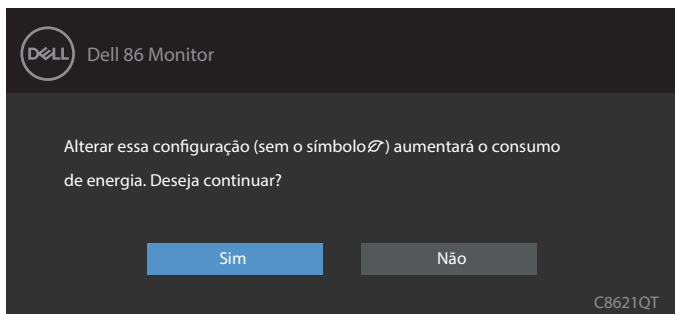 DELL
Dell 86 Monitor
Alterar essa configuração (sem o símbolo) aumentará o consumo
de energia. Deseja continuar?
Sim Não
C8621QT